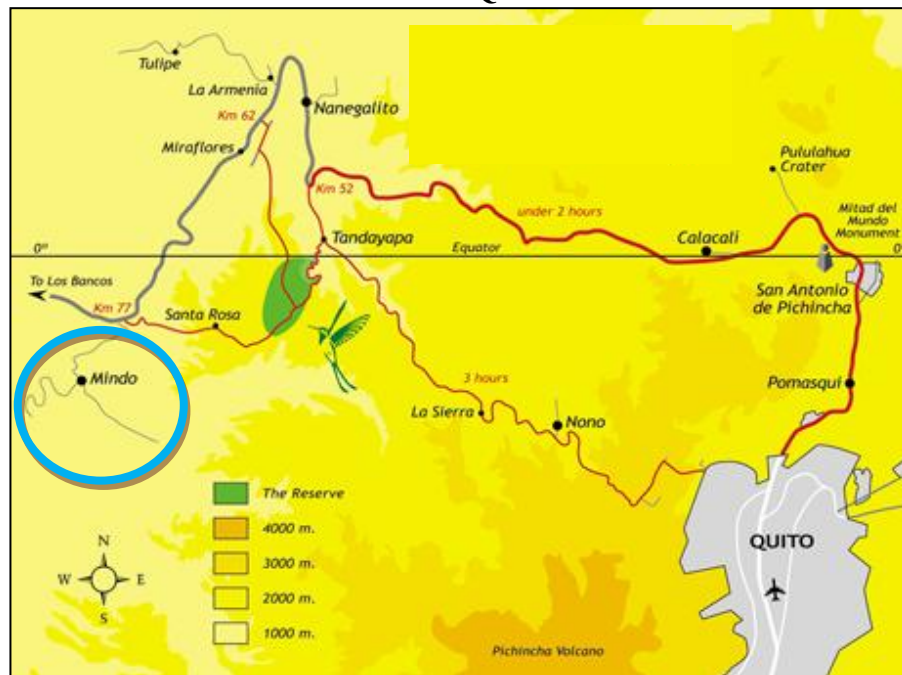 Q
Tulipe
La Armenia
Nanegalito
Km 62
Miraflores
Pululahua
Crater
Km 52
under 2 hours
Mitad del
Mundo
Monument
Tandayapa
Calacali
0°
Equator
0
To Los Bancos
San Antonio
de Pichincha
Km 77
Santa Rosa
Mindo
3 hours
Pomasqui
La Sierra
Nono
The Reserve
4000 m.
3000 m.
2000 m.
1000 m.
N
W
E
S
QUITO
Pichincha Volcano